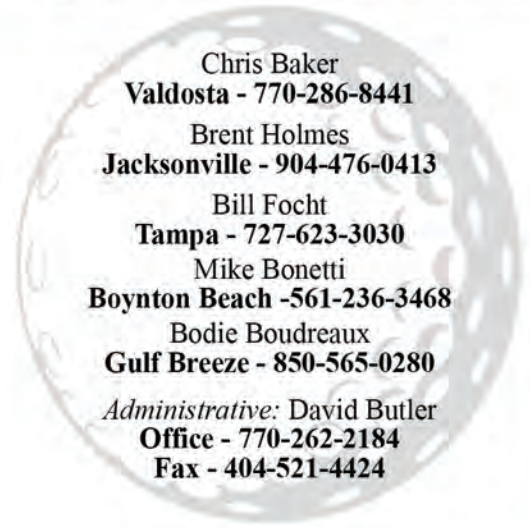 Chris Baker
Valdosta - 770-286-8441
Brent Holmes
Jacksonville - 904-476-0413
Bill Focht
Tampa - 727-623-3030
Mike Bonetti
Boynton Beach -561-236-3468
Bodie Boudreaux
Gulf Breeze - 850-565-0280
Administrative: David Butler
Office - 770-262-2184
Fax - 404-521-4424